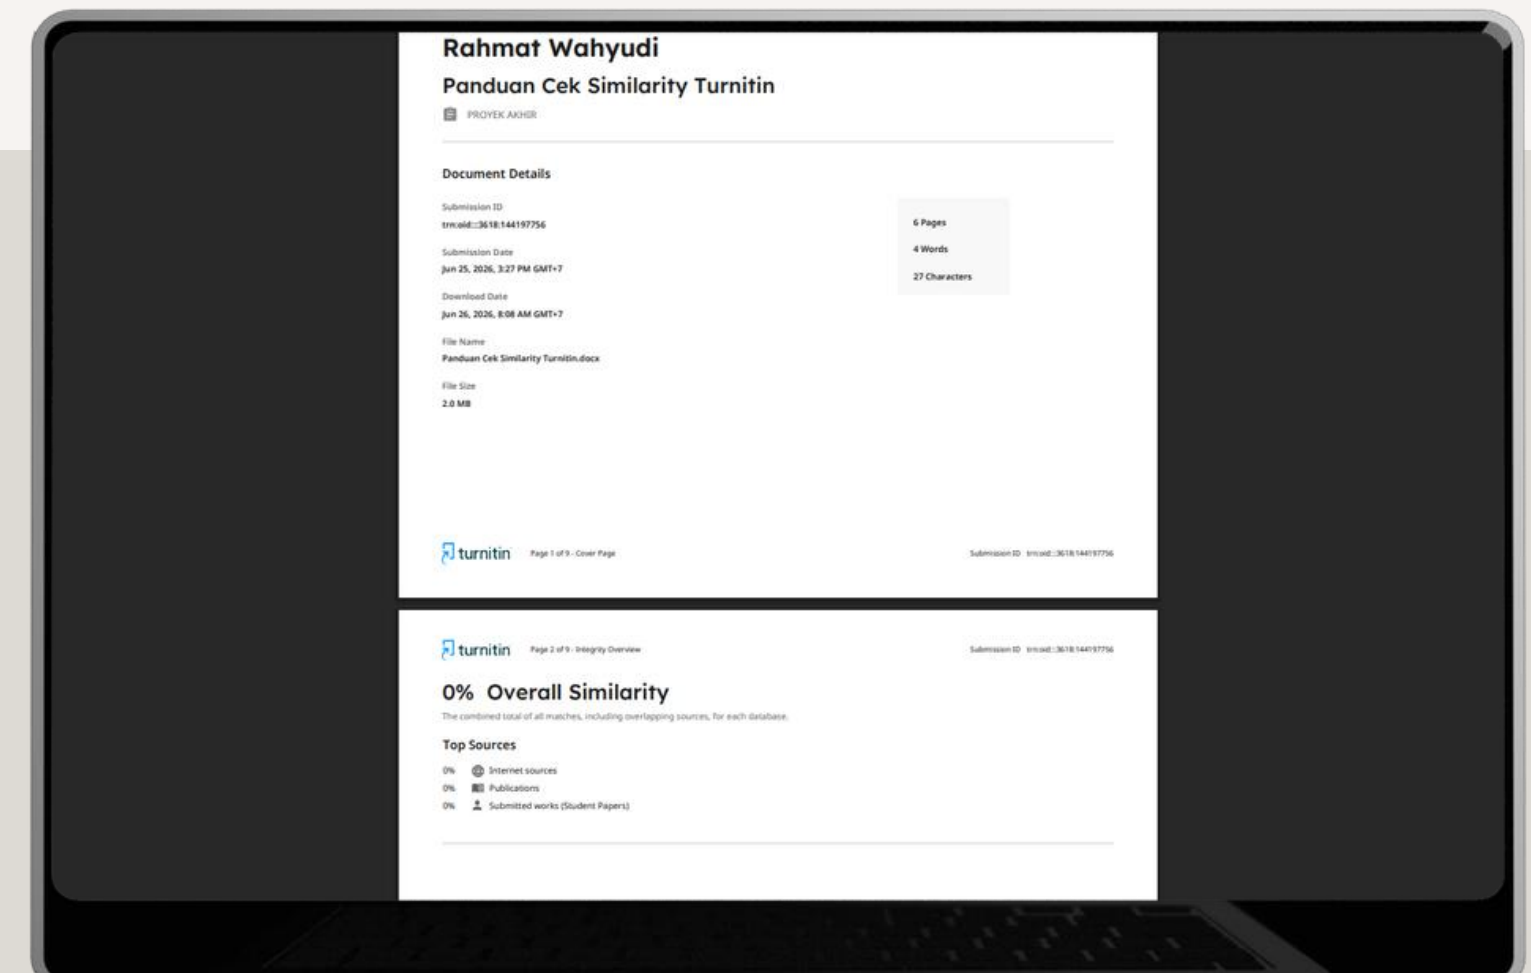 Rahmat Wahyudi
Panduan Cek Similarity Turnitin
PROYEK AKHIR
Document Details
Submission ID
trn:oid:::3618:144197756
Submission Date
Jun 25, 2026, 3:27 PM GMT+7
Download Date
Jun 26, 2026, 8:08 AM GMT+7
File Name
Panduan Cek Similarity Turnitin.docx
File Size
2.0 MB
6 Pages
4 Words
27 Characters
turnitin Page 1 of 9 - Cover Page Submission ID trn:oid:::3618:144197756
turnitin Page 2 of 9 - Integrity Overview Submission ID trn:oid:::3618:144197756
0% Overall Similarity
The combined total of all matches, including overlapping sources, for each database.
Top Sources
0% Internet sources
0% Publications
0% Submitted works (Student Papers)